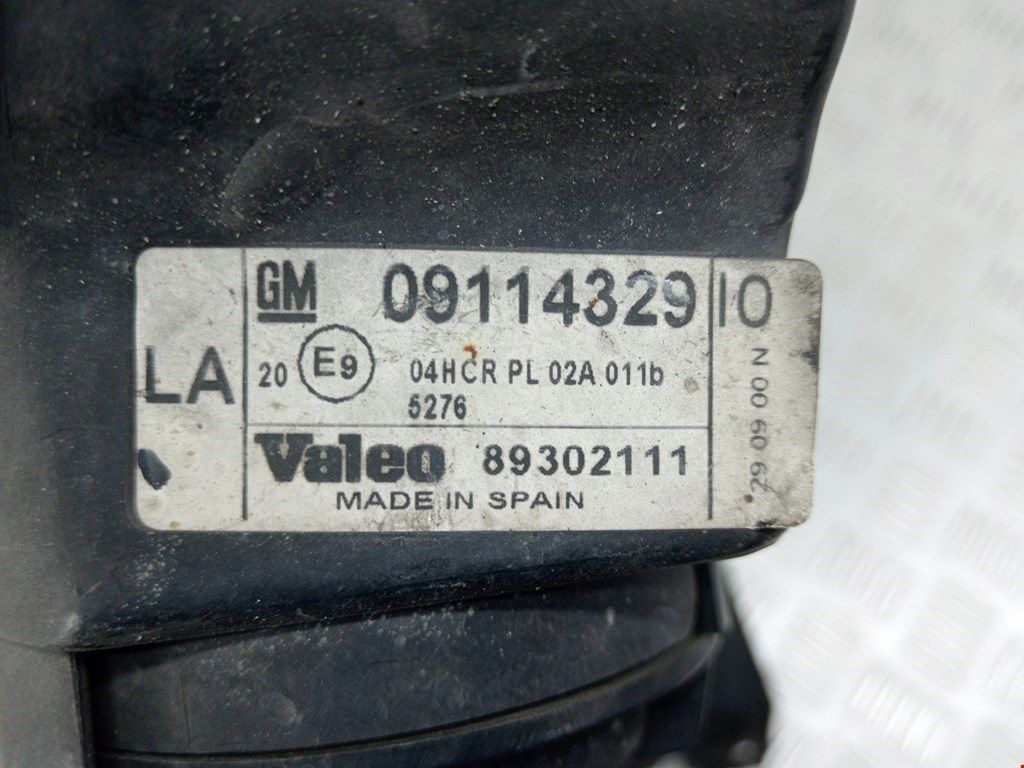 LA
GM 09114329
20 E9 04HCR PL 02A 011b
5276
Valeo 89302111
MADE IN SPAIN
IO
29 09 00 N